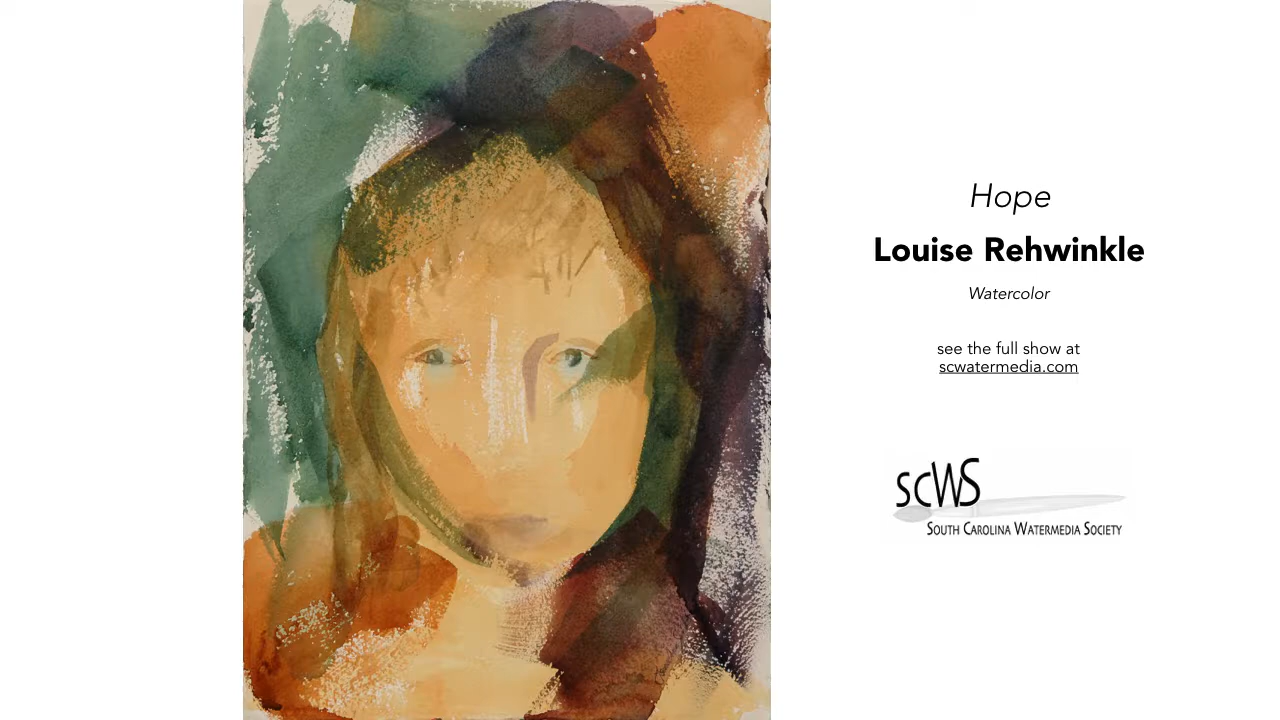 Hope
Louise Rehwinkle
Watercolor
see the full show at
scwatermedia.com
SCWS
South Carolina Watermedia Society